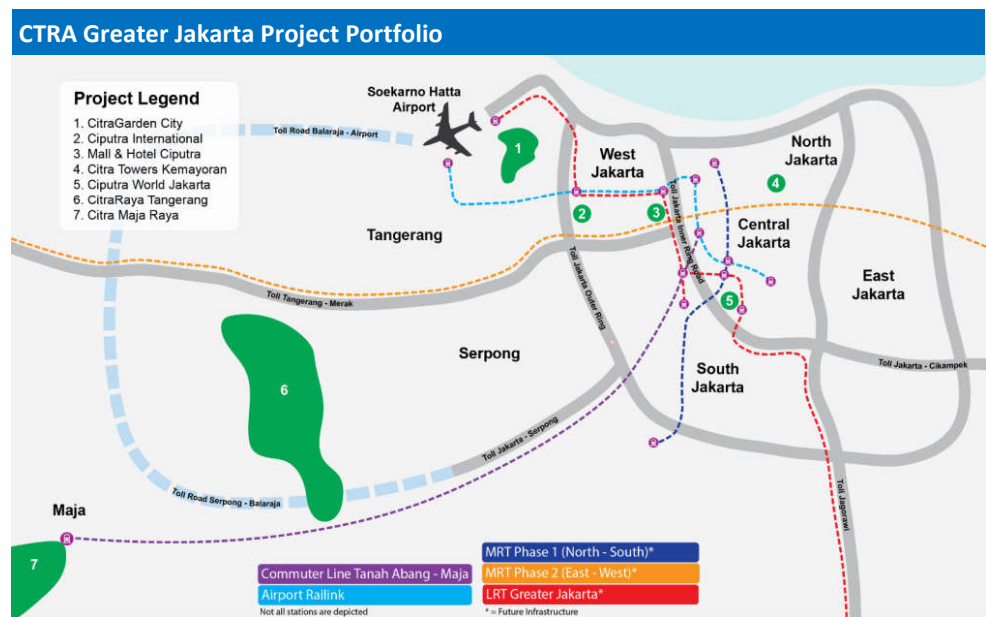 CTRA Greater Jakarta Project Portfolio
Project Legend
1. CitraGarden City
2. Ciputra International
3. Mall & Hotel Ciputra
4. Citra Towers Kemayoran
5. Ciputra World Jakarta
6. CitraRaya Tangerang
7. Citra Maja Raya
Soekarno Hatta
Airport
Toll Road Balaraja - Airport
1
West
Jakarta
North
Jakarta
4
2
3
Toll Jakarta Inner Ring Road
Central
Jakarta
Tangerang
Toll Jakarta Outer Ring
East
Jakarta
Toll Tangerang - Merak
5
Serpong
South
Jakarta
Toll Jakarta - Cikampek
6
Toll Jakarta - Serpong
Toll Road Serpong - Balaraja
Toll Jagorawi
Maja
7
Commuter Line Tanah Abang - Maja
Airport Railink
Not all stations are depicted
MRT Phase 1 (North - South)*
MRT Phase 2 (East - West)*
LRT Greater Jakarta*
* = Future Infrastructure